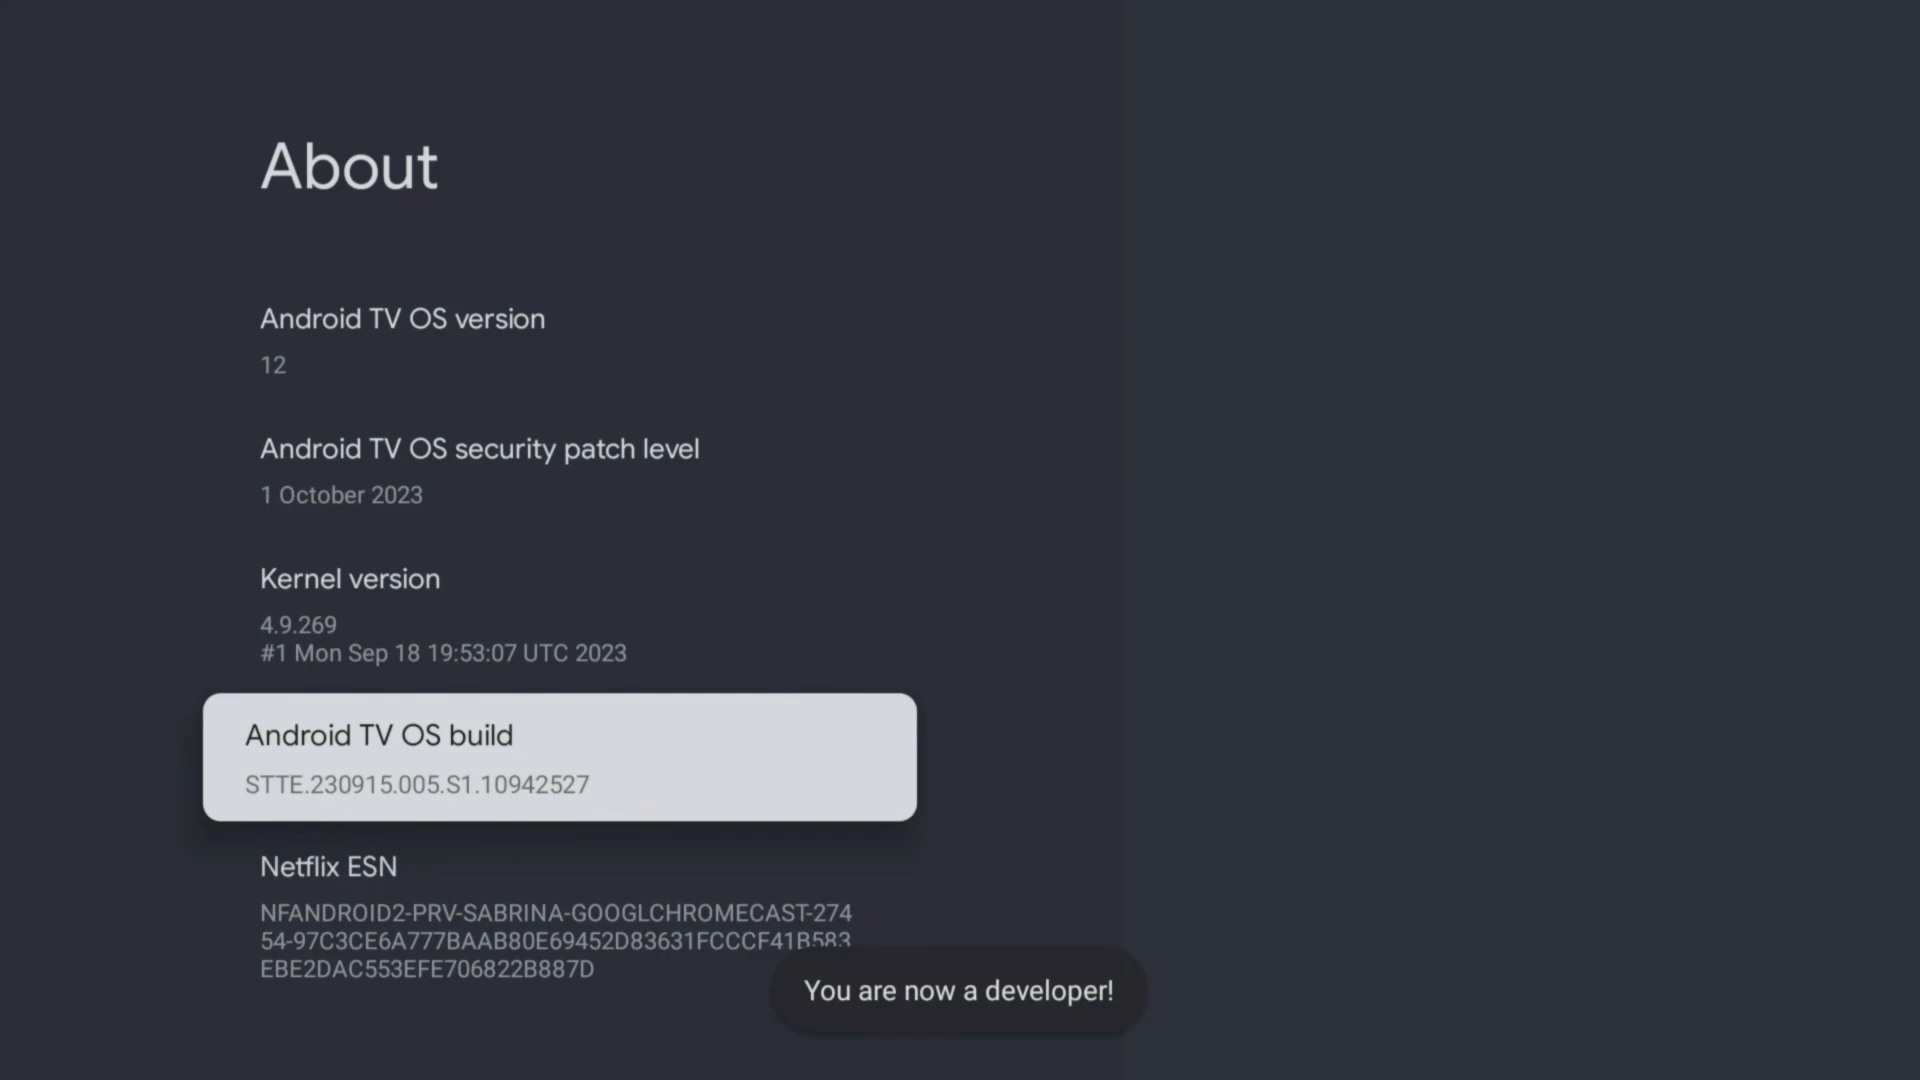 About
Android TV OS version
12
Android TV OS security patch level
1 October 2023
Kernel version
4.9.269
#1 Mon Sep 18 19:53:07 UTC 2023
Android TV OS build
STTE.230915.005.S1.10942527
Netflix ESN
NFANDROID2-PRV-SABRINA-GOOGLCHROMECAST-274
54-97C3CE6A777BAAB80E69452D83631FCCCF41B583
EBE2DAC553EFE706822B887D
You are now a developer!